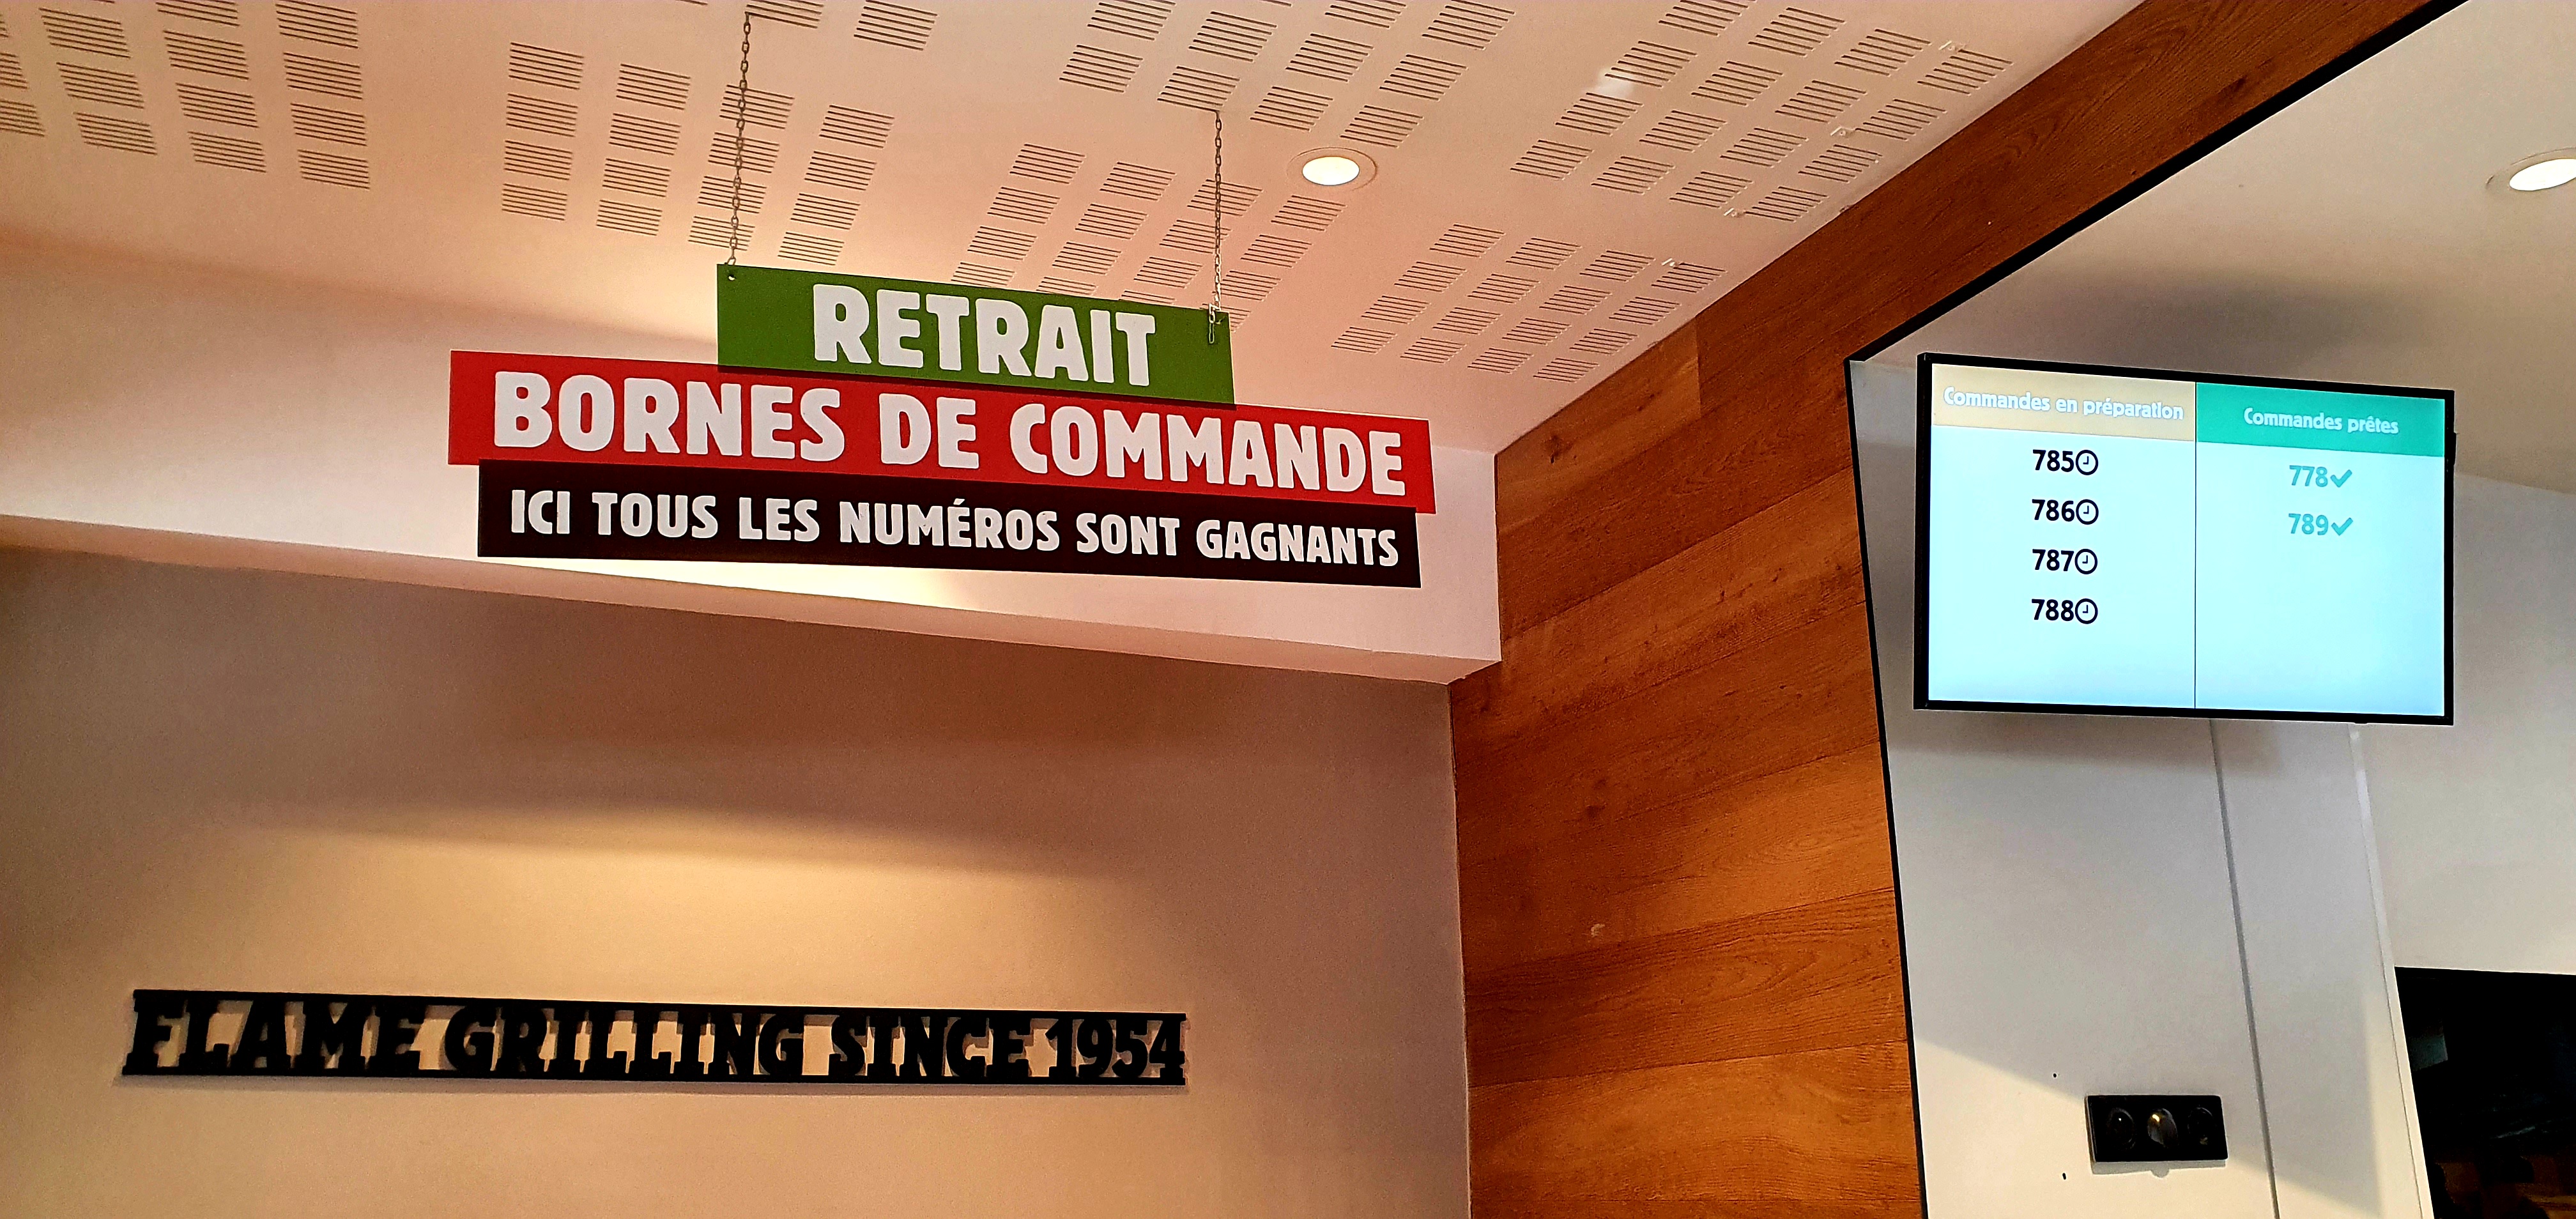 RETRAIT
BORNES DE COMMANDE
ICI TOUS LES NUMÉROS SONT GAGNANTS
Commandes en préparation
785
786
787
788
Commandes prêtes
778
789
FLAME GRILLING SINCE 1954